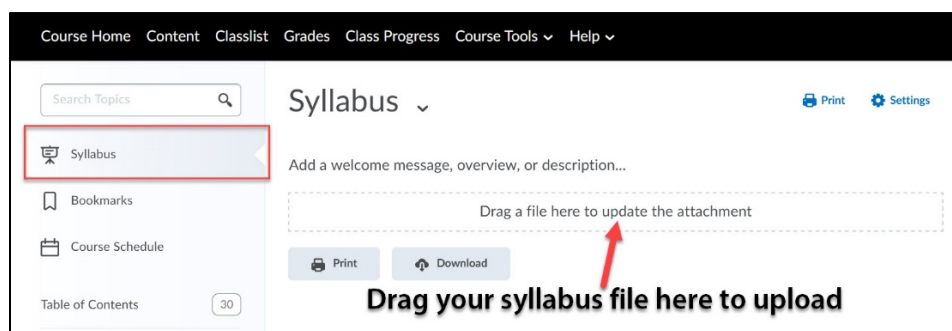 Course Home Content Classlist Grades Class Progress Course Tools Help
Search Topics
Syllabus
Bookmarks
Course Schedule
Table of Contents 30
Syllabus
Print Settings
Add a welcome message, overview, or description...
Drag a file here to update the attachment
Print Download
Drag your syllabus file here to upload